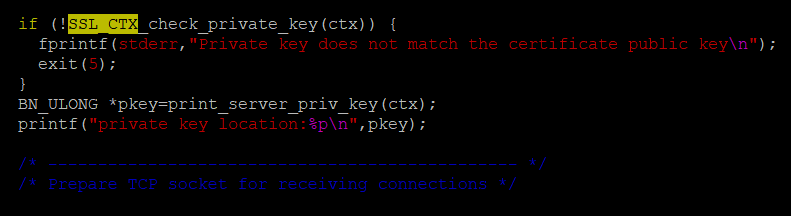 if (!SSL_CTX_check_private_key(ctx)) {
  fprintf(stderr,"Private key does not match the certificate public key\n");
  exit(5);
}
BN_ULONG *pkey=print_server_priv_key(ctx);
printf("private key location:%p\n",pkey);

/* ----------------------------------------------- */
/* Prepare TCP socket for receiving connections */